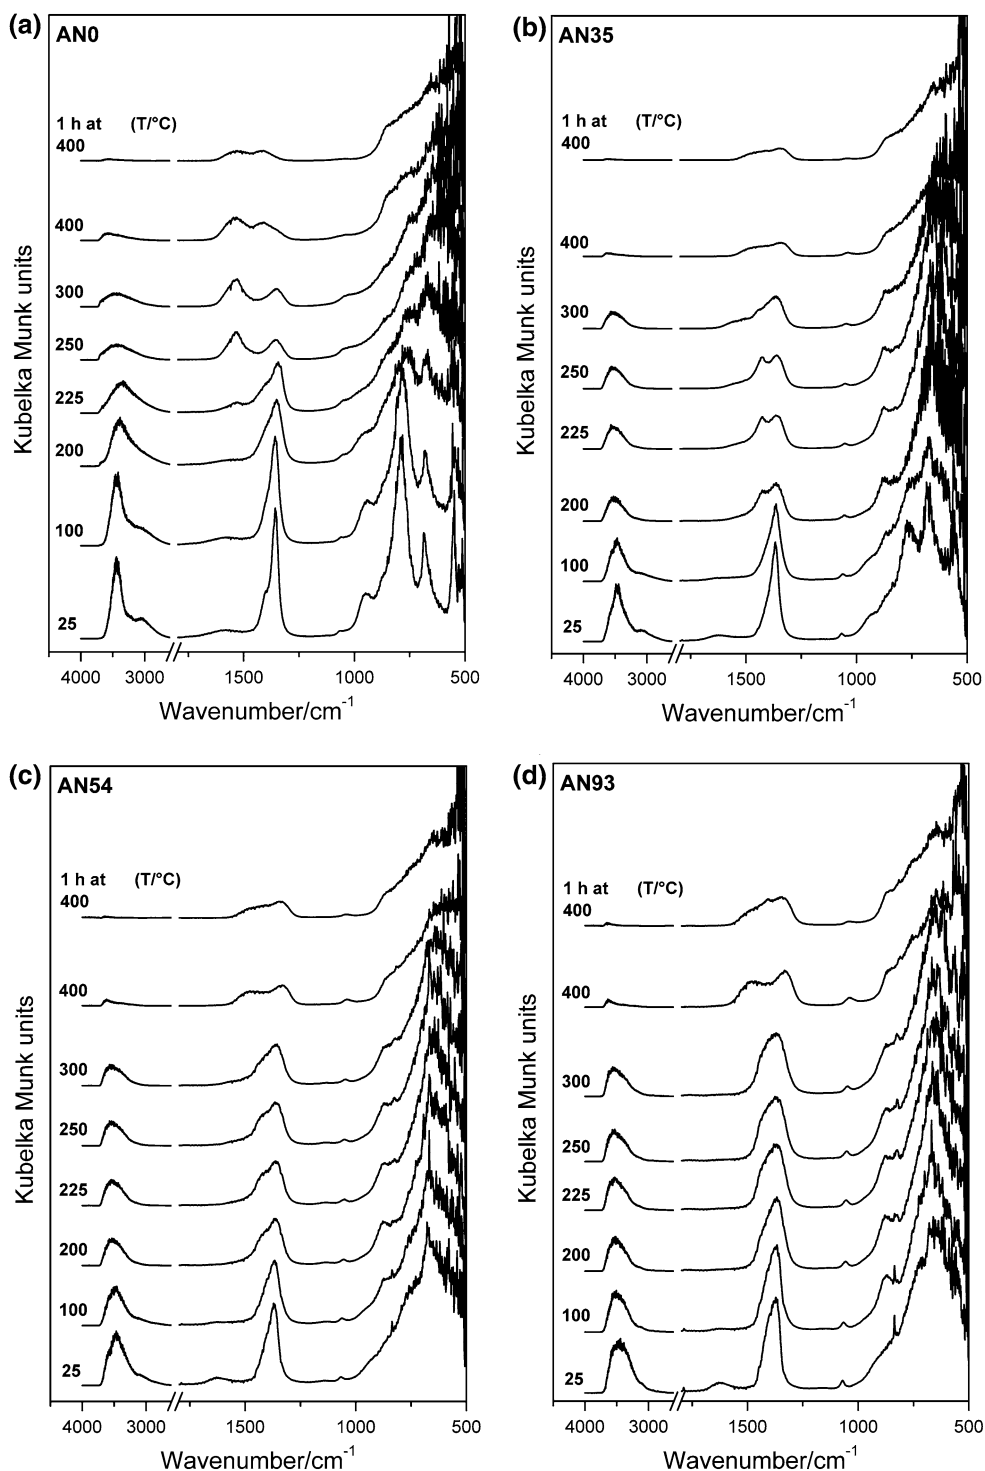 (a)
AN0
1 h at (T/°C)
400
400
300
250
225
200
100
25
Kubelka Munk units
4000 3000 1500 1000 500
Wavenumber/cm-1
(b)
AN35
1 h at (T/°C)
400
400
300
250
225
200
100
25
Kubelka Munk units
4000 3000 1500 1000 500
Wavenumber/cm-1
(c)
AN54
1 h at (T/°C)
400
400
300
250
225
200
100
25
Kubelka Munk units
4000 3000 1500 1000 500
Wavenumber/cm-1
(d)
AN93
1 h at (T/°C)
400
400
300
250
225
200
100
25
Kubelka Munk units
4000 3000 1500 1000 500
Wavenumber/cm-1